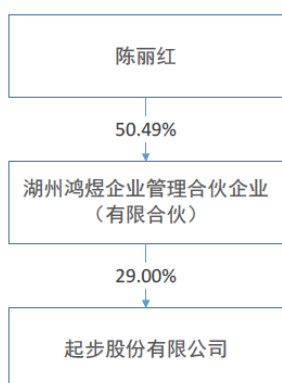 陈丽红
50.49%
湖州鸿煜企业管理合伙企业
（有限合伙）
29.00%
起步股份有限公司